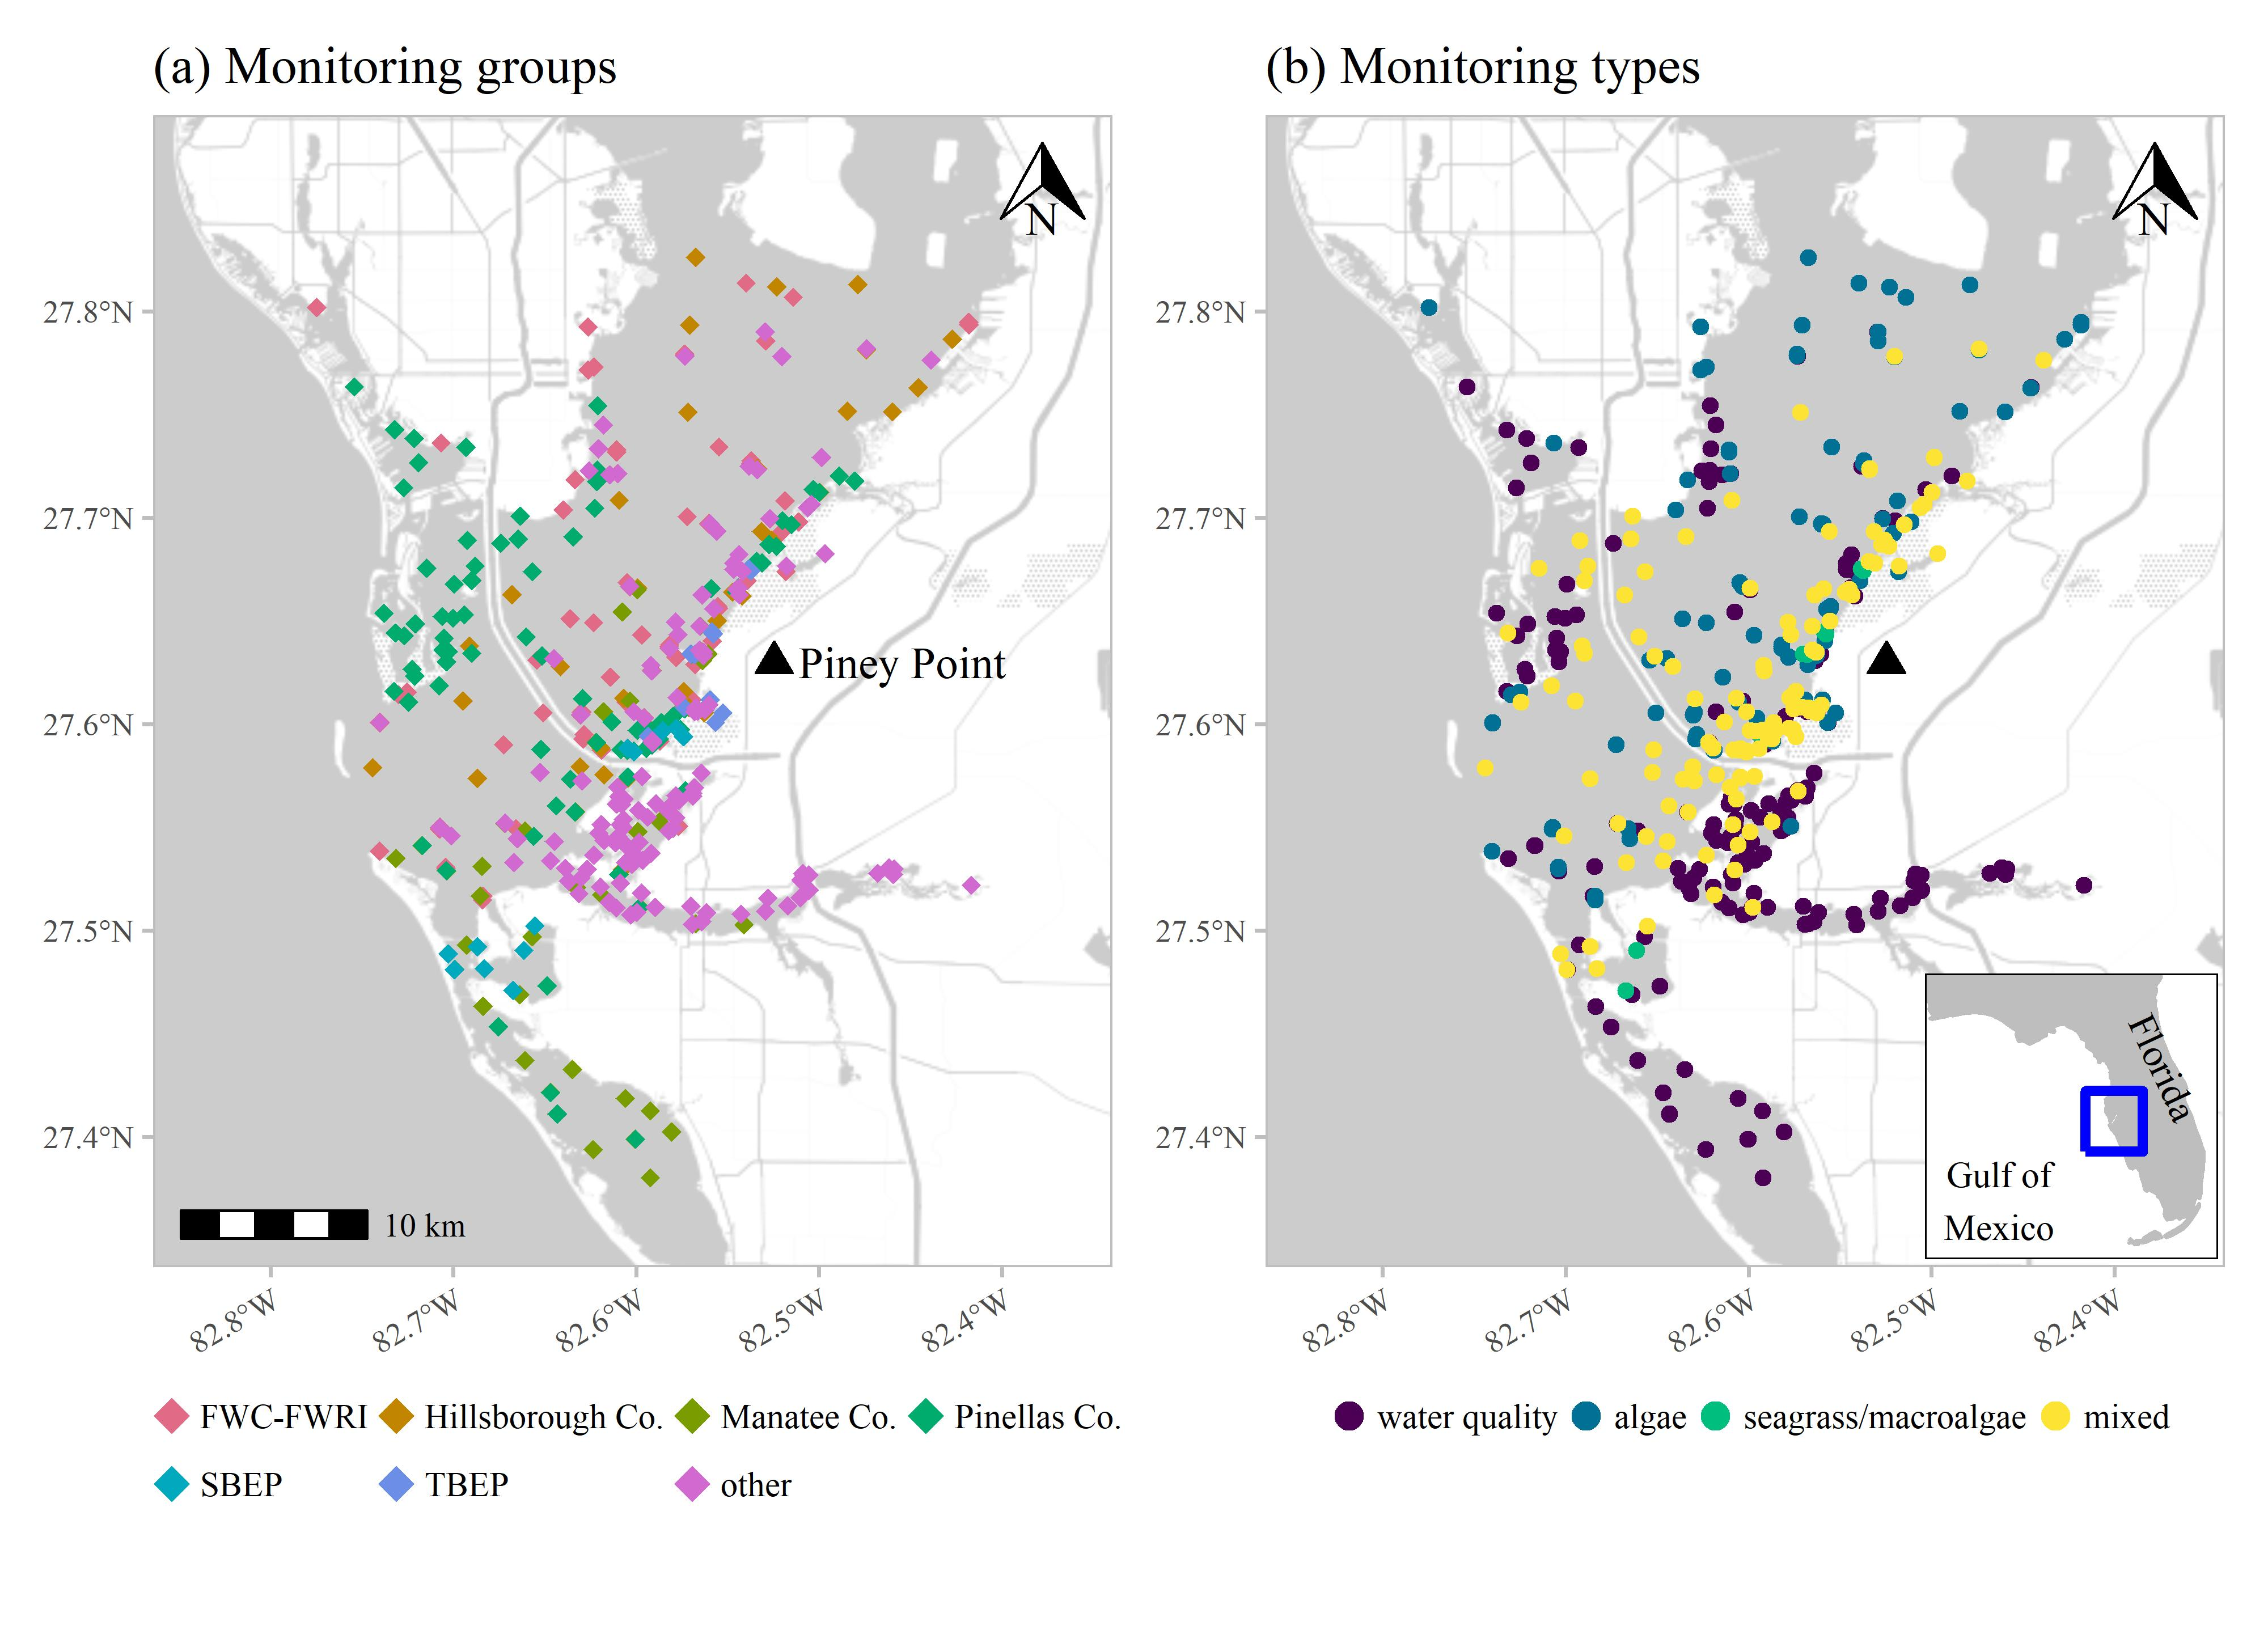 (a) Monitoring groups
(b) Monitoring types
N
N
27.8°N
27.7°N
27.6°N
27.5°N
27.4°N
27.8°N
27.7°N
27.6°N
27.5°N
27.4°N
Piney Point
10 km
Florida
Gulf of
Mexico
82.8°W
82.7°W
82.6°W
82.5°W
82.4°W
82.8°W
82.7°W
82.6°W
82.5°W
82.4°W
FWC-FWRI Hillsborough Co. Manatee Co. Pinellas Co.
SBEP TBEP other
water quality algae seagrass/macroalgae mixed